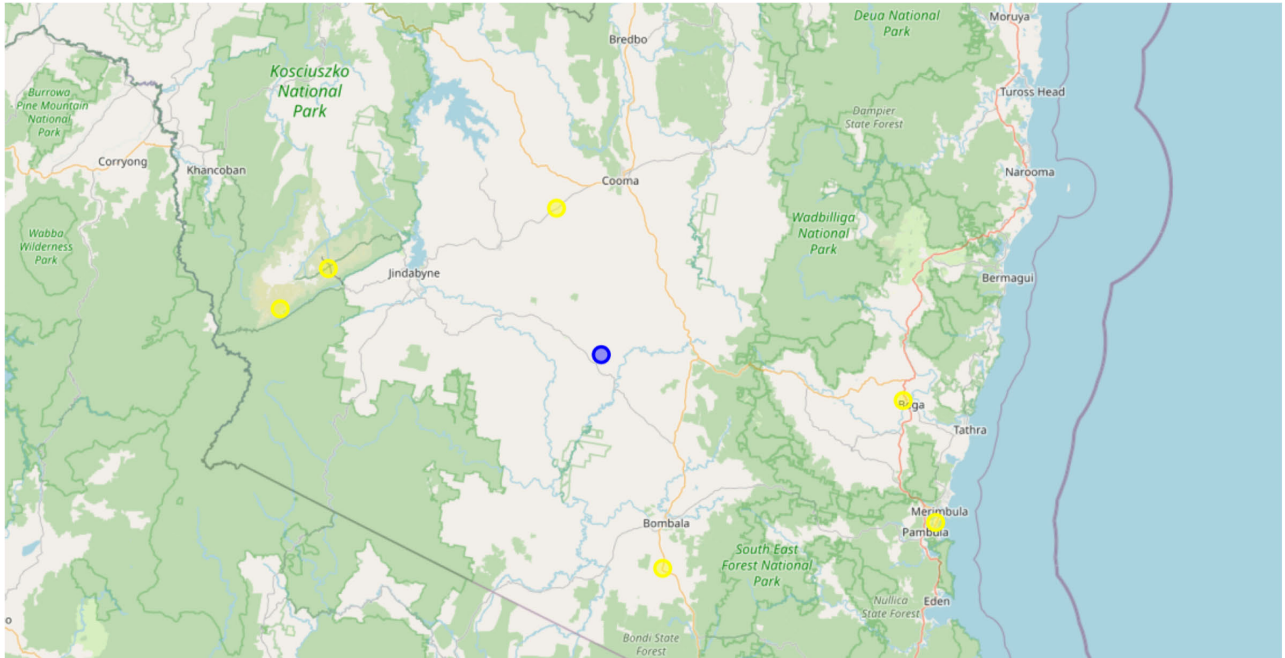 Deua National
Park
Moruya
Bredbo
Kosciuszko
National
Park
Burrowa
- Pine Mountain
National
Park
Tuross Head
Dampier
State Forest
Corryong
Khancoban
Narooma
Cooma
Wabba
Wilderness
Park
Wadbilliga
National
Park
Jindabyne
Bermagui
Bega
Tathra
Merimbula
Bombala
Pambula
South East
Forest National
Park
Eden
Nullica
State Forest
Bondi State
Forest
o